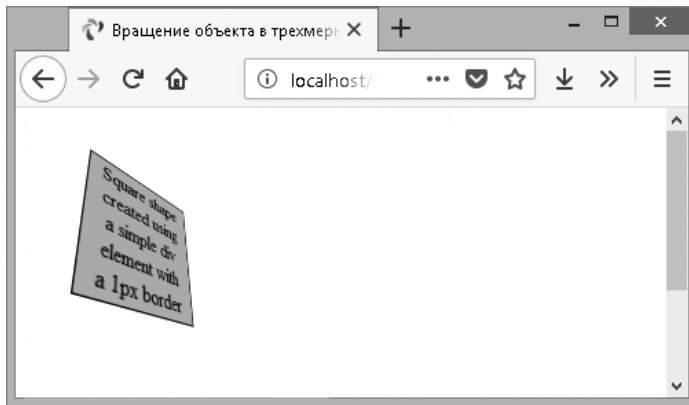 Вращение объекта в трехмер
localhost/
Square shape
created using
a simple div
element with
a 1px border